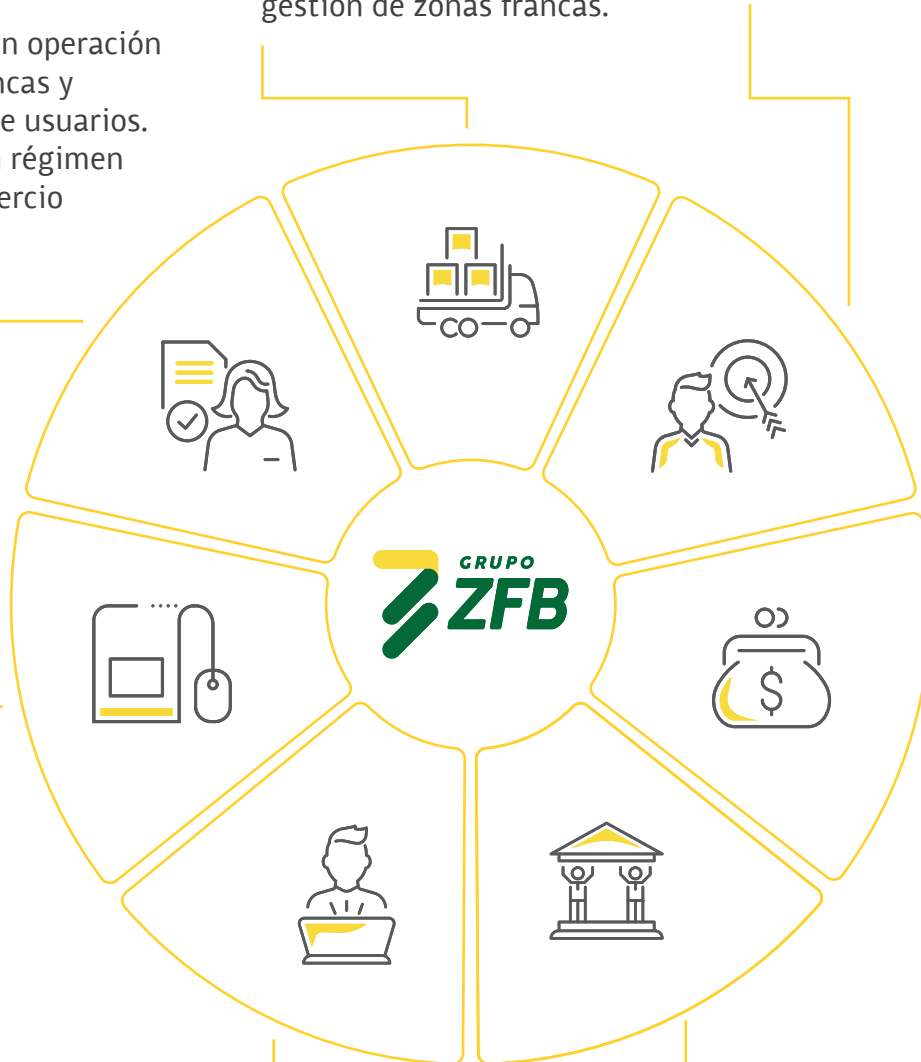 gestión de zonas francas.
n operación
ncas y
e usuarios.
régimen
ercio
GRUPO
ZFB
$